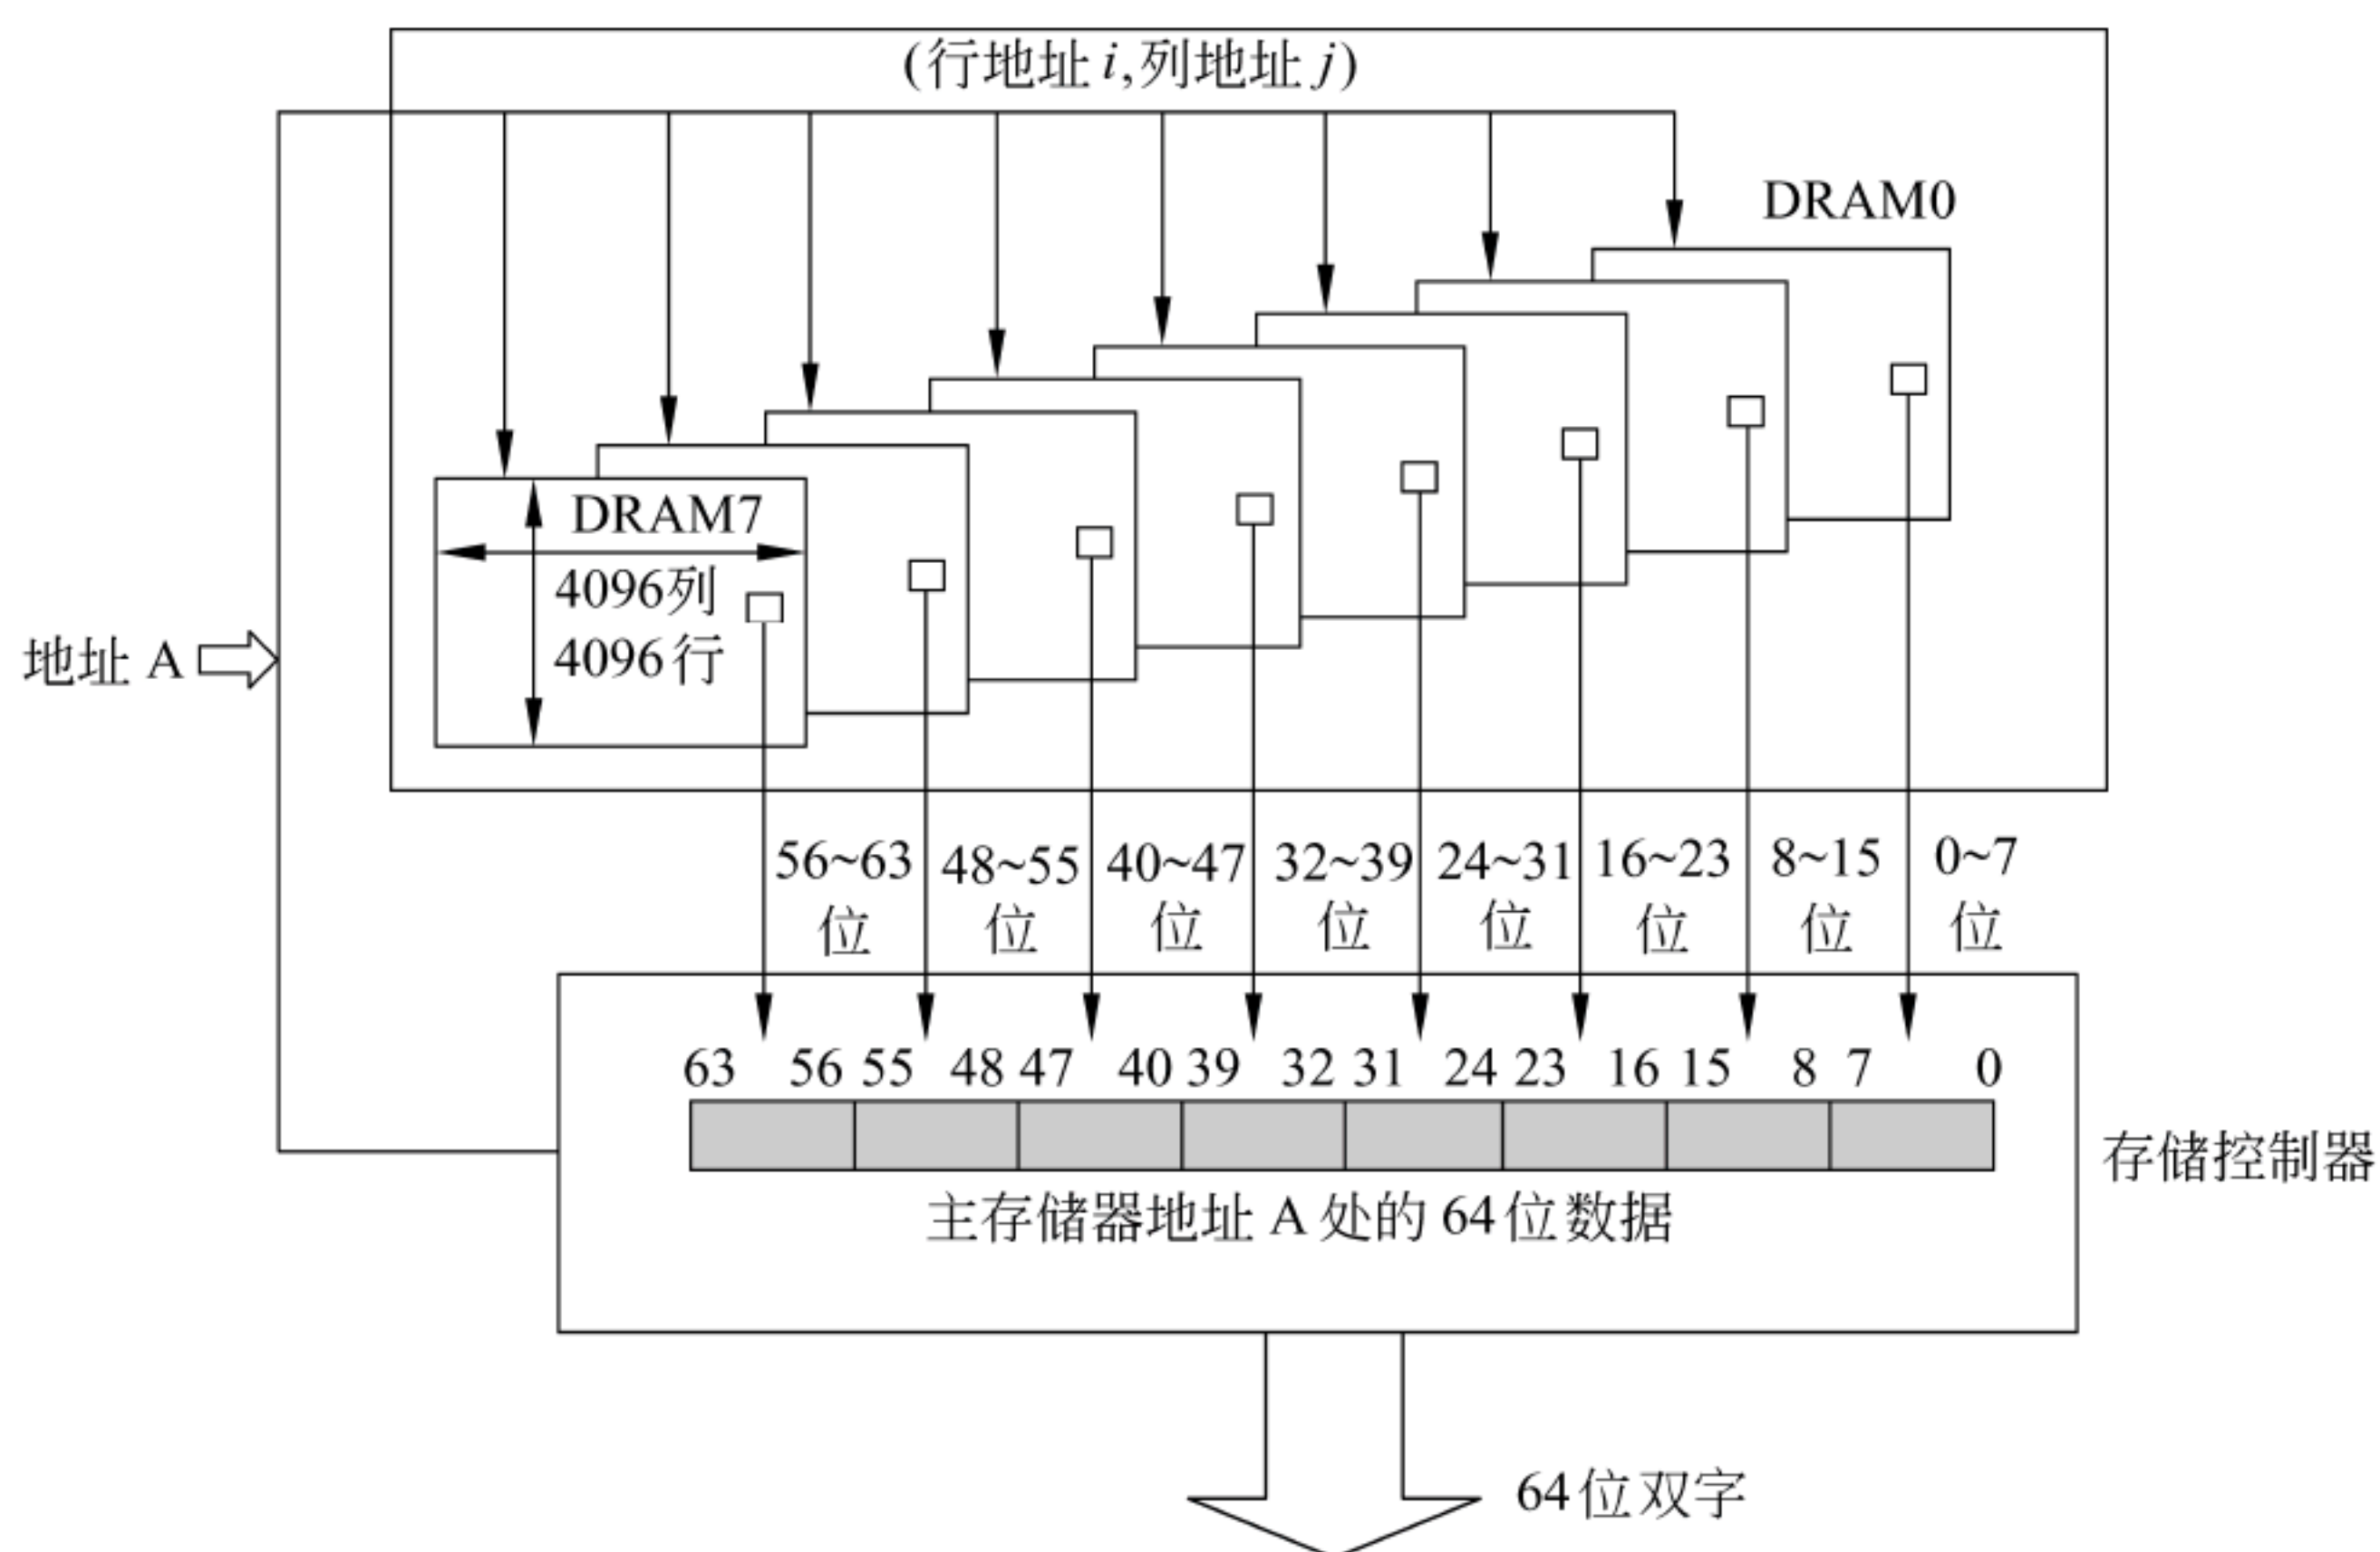 (行地址 i,列地址 j)
DRAM0
DRAM7
4096列
4096行
地址 A
56~63
位
48~55
位
40~47
位
32~39
位
24~31
位
16~23
位
8~15
位
0~7
位
63 56 55 48 47 40 39 32 31 24 23 16 15 8 7 0
主存储器地址 A 处的 64 位数据
存储控制器
64位双字